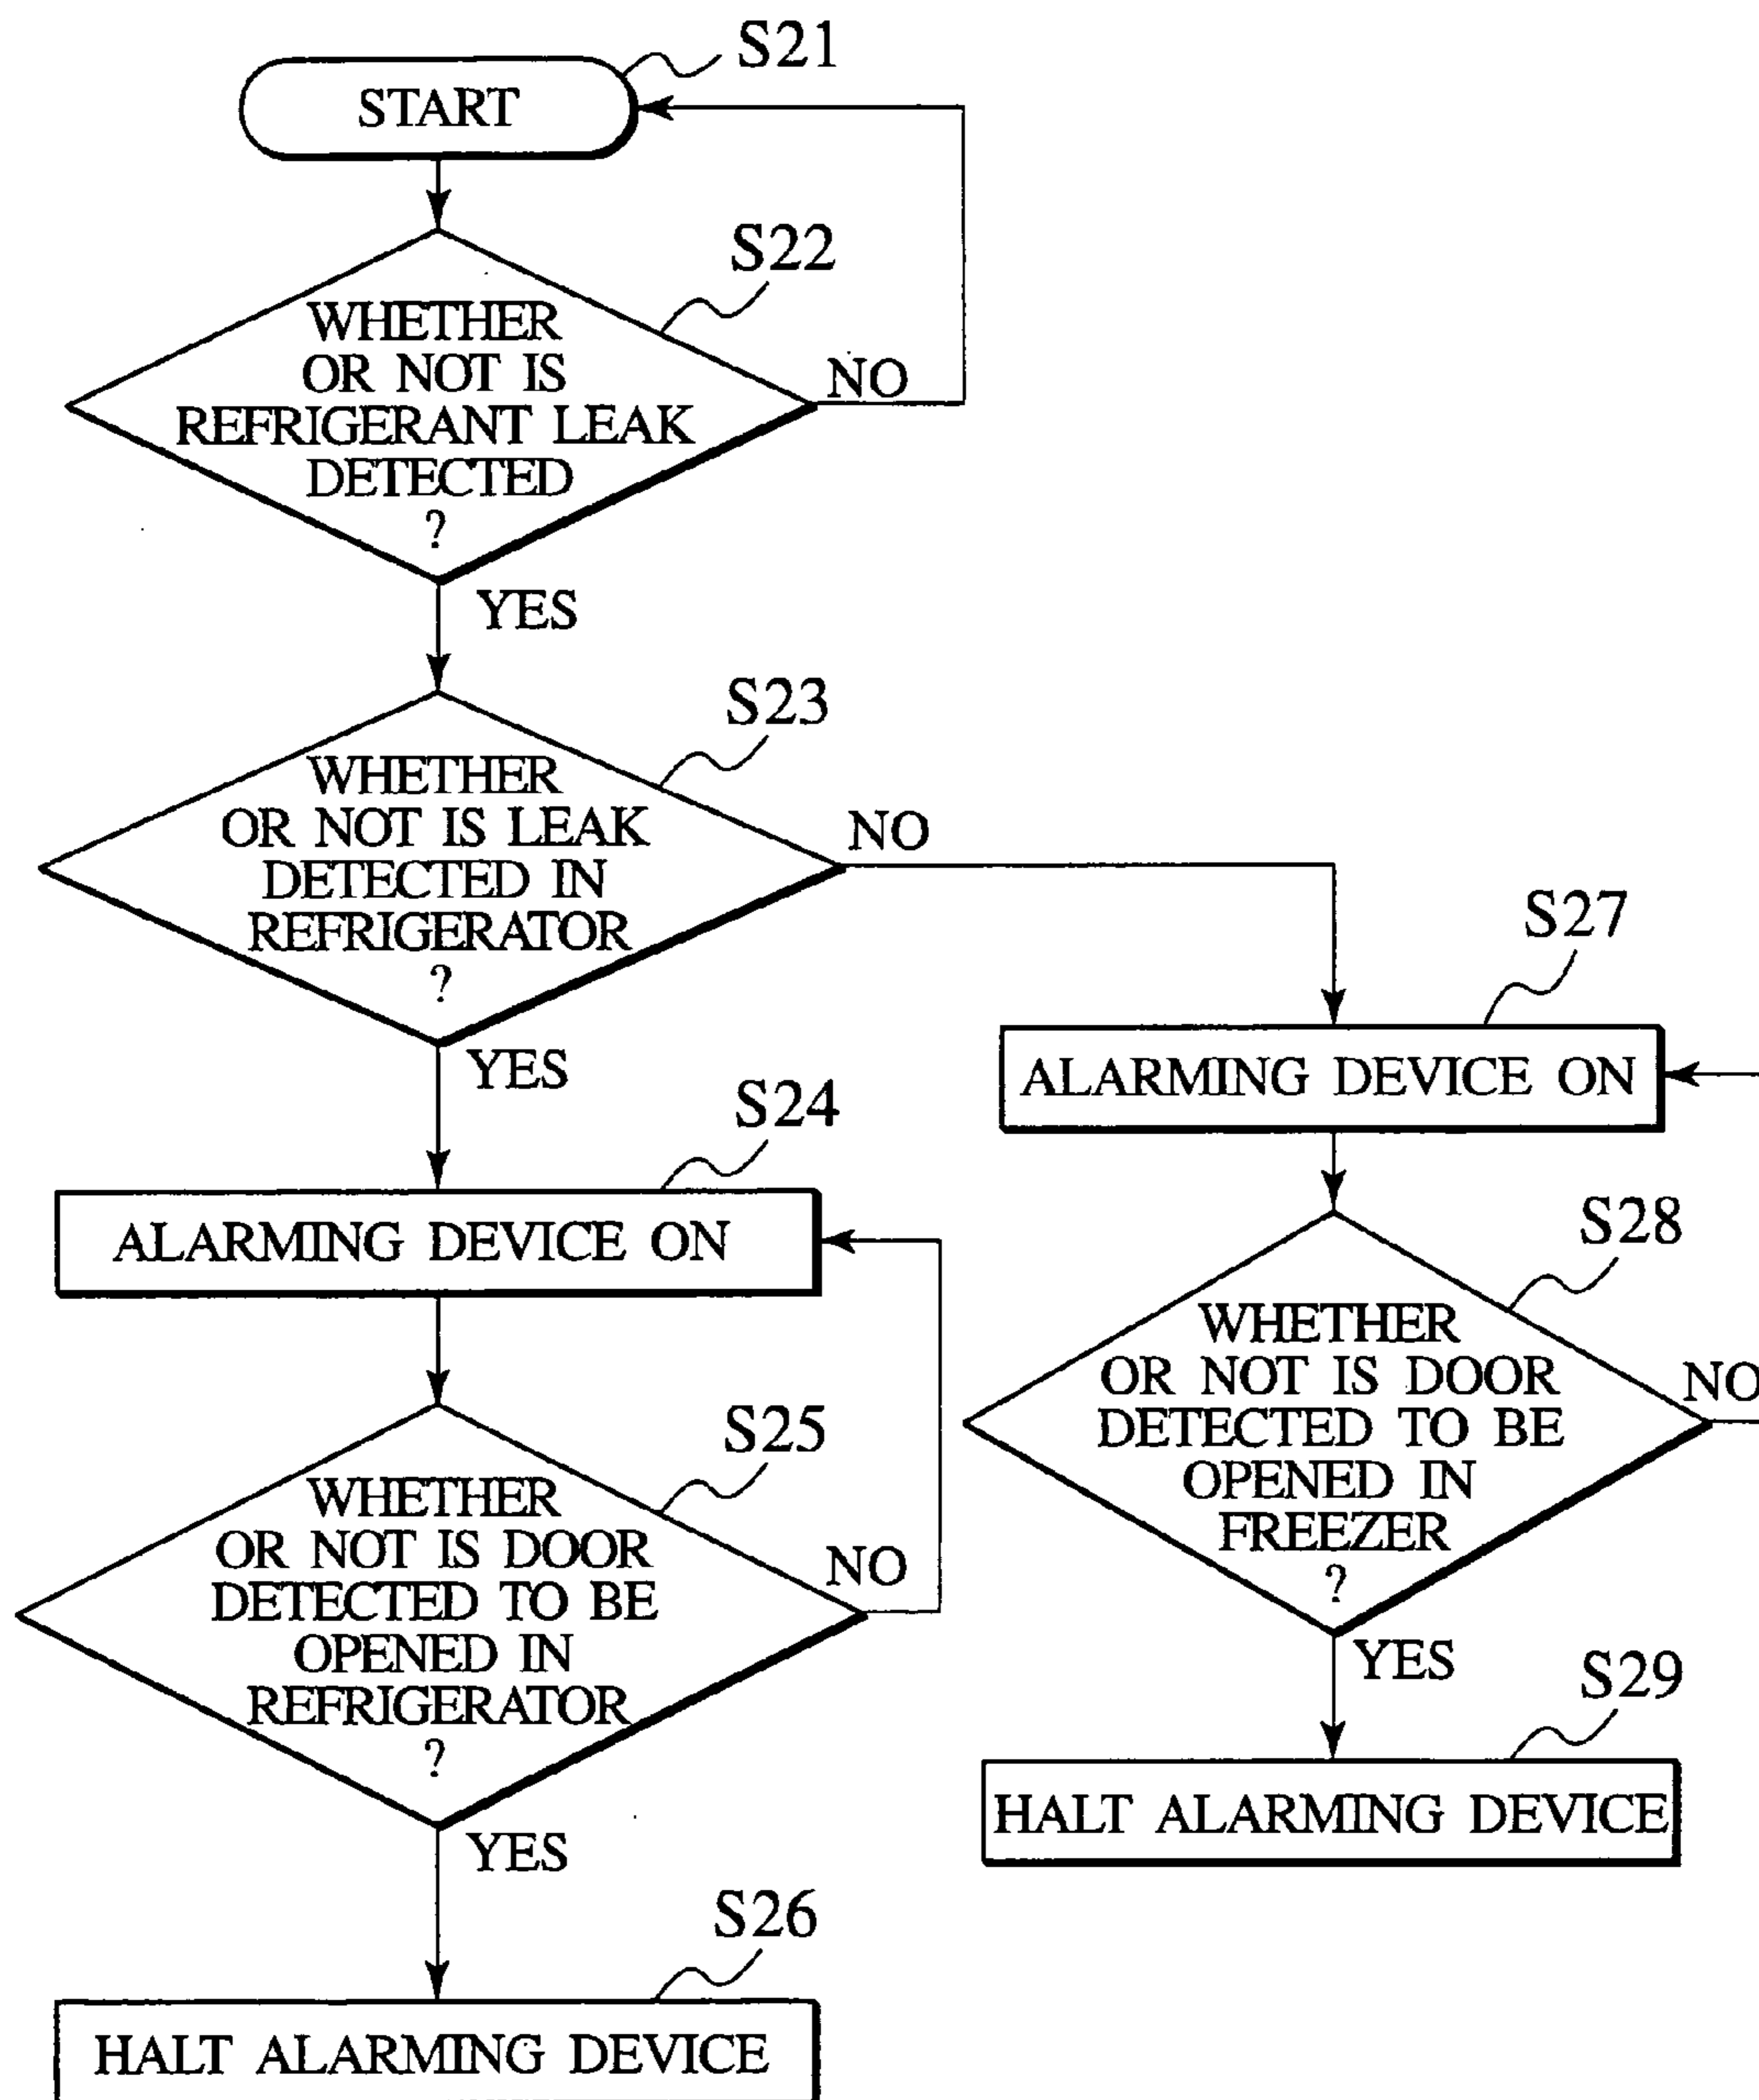 S21
START
S22
WHETHER
OR NOT IS
REFRIGERANT LEAK
DETECTED
?
NO
YES
S23
WHETHER
OR NOT IS LEAK
DETECTED IN
REFRIGERATOR
?
NO
YES
S24
ALARMING DEVICE ON
S25
WHETHER
OR NOT IS DOOR
DETECTED TO BE
OPENED IN
REFRIGERATOR
?
NO
YES
S26
HALT ALARMING DEVICE
S27
ALARMING DEVICE ON
S28
WHETHER
OR NOT IS DOOR
DETECTED TO BE
OPENED IN
FREEZER
?
NO
YES
S29
HALT ALARMING DEVICE